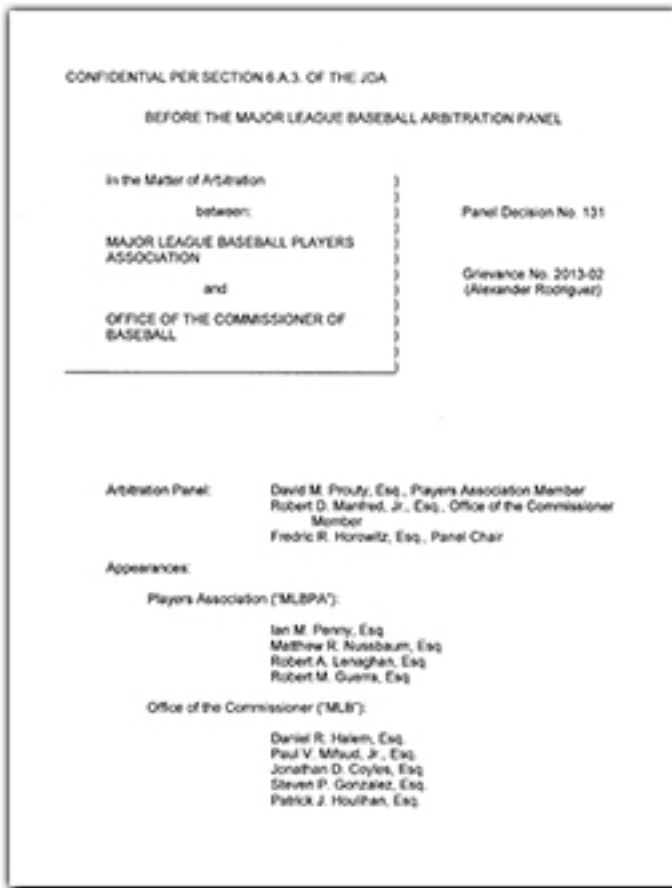 CONFIDENTIAL PER SECTION 6.A.3. OF THE JDA
BEFORE THE MAJOR LEAGUE BASEBALL ARBITRATION PANEL
In the Matter of Arbitration
between:
MAJOR LEAGUE BASEBALL PLAYERS
ASSOCIATION
and
OFFICE OF THE COMMISSIONER OF
BASEBALL
)
)
)
)
)
)
)
)
)
)
)
)
)
Panel Decision No. 131
Grievance No. 2013-02
(Alexander Rodriguez)
Arbitration Panel:
David M. Prouty, Esq., Players Association Member
Robert D. Manfred, Jr., Esq., Office of the Commissioner
Member
Fredric R. Horowitz, Esq., Panel Chair
Appearances:
Players Association ("MLBPA"):
Ian M. Penny, Esq.
Matthew R. Nussbaum, Esq.
Robert A. Lenaghan, Esq.
Robert M. Guerra, Esq.
Office of the Commissioner ("MLB"):
Daniel R. Halem, Esq.
Paul V. Mifsud, Jr., Esq.
Jonathan D. Coyles, Esq.
Steven P. Gonzalez, Esq.
Patrick J. Houlihan, Esq.